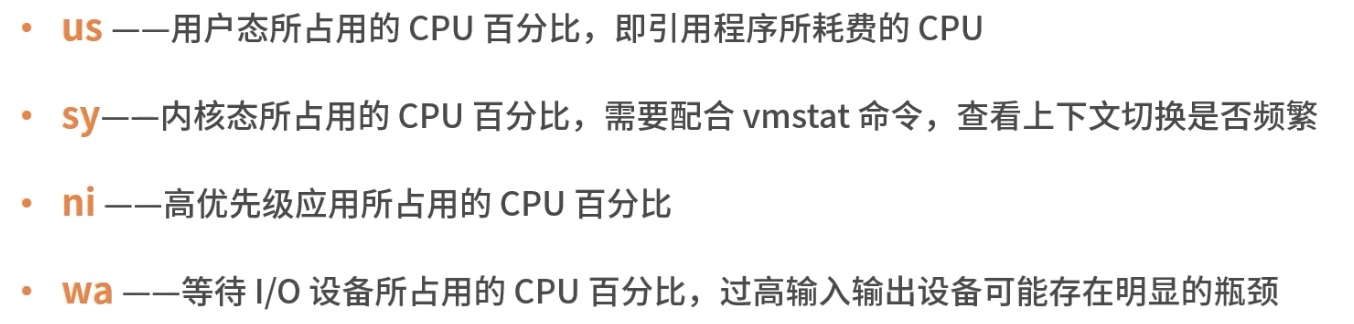 • us ——用户态所占用的 CPU 百分比，即引用程序所耗费的 CPU
• sy——内核态所占用的 CPU 百分比，需要配合 vmstat 命令，查看上下文切换是否频繁
• ni ——高优先级应用所占用的 CPU 百分比
• wa ——等待 I/O 设备所占用的 CPU 百分比，过高输入输出设备可能存在明显的瓶颈